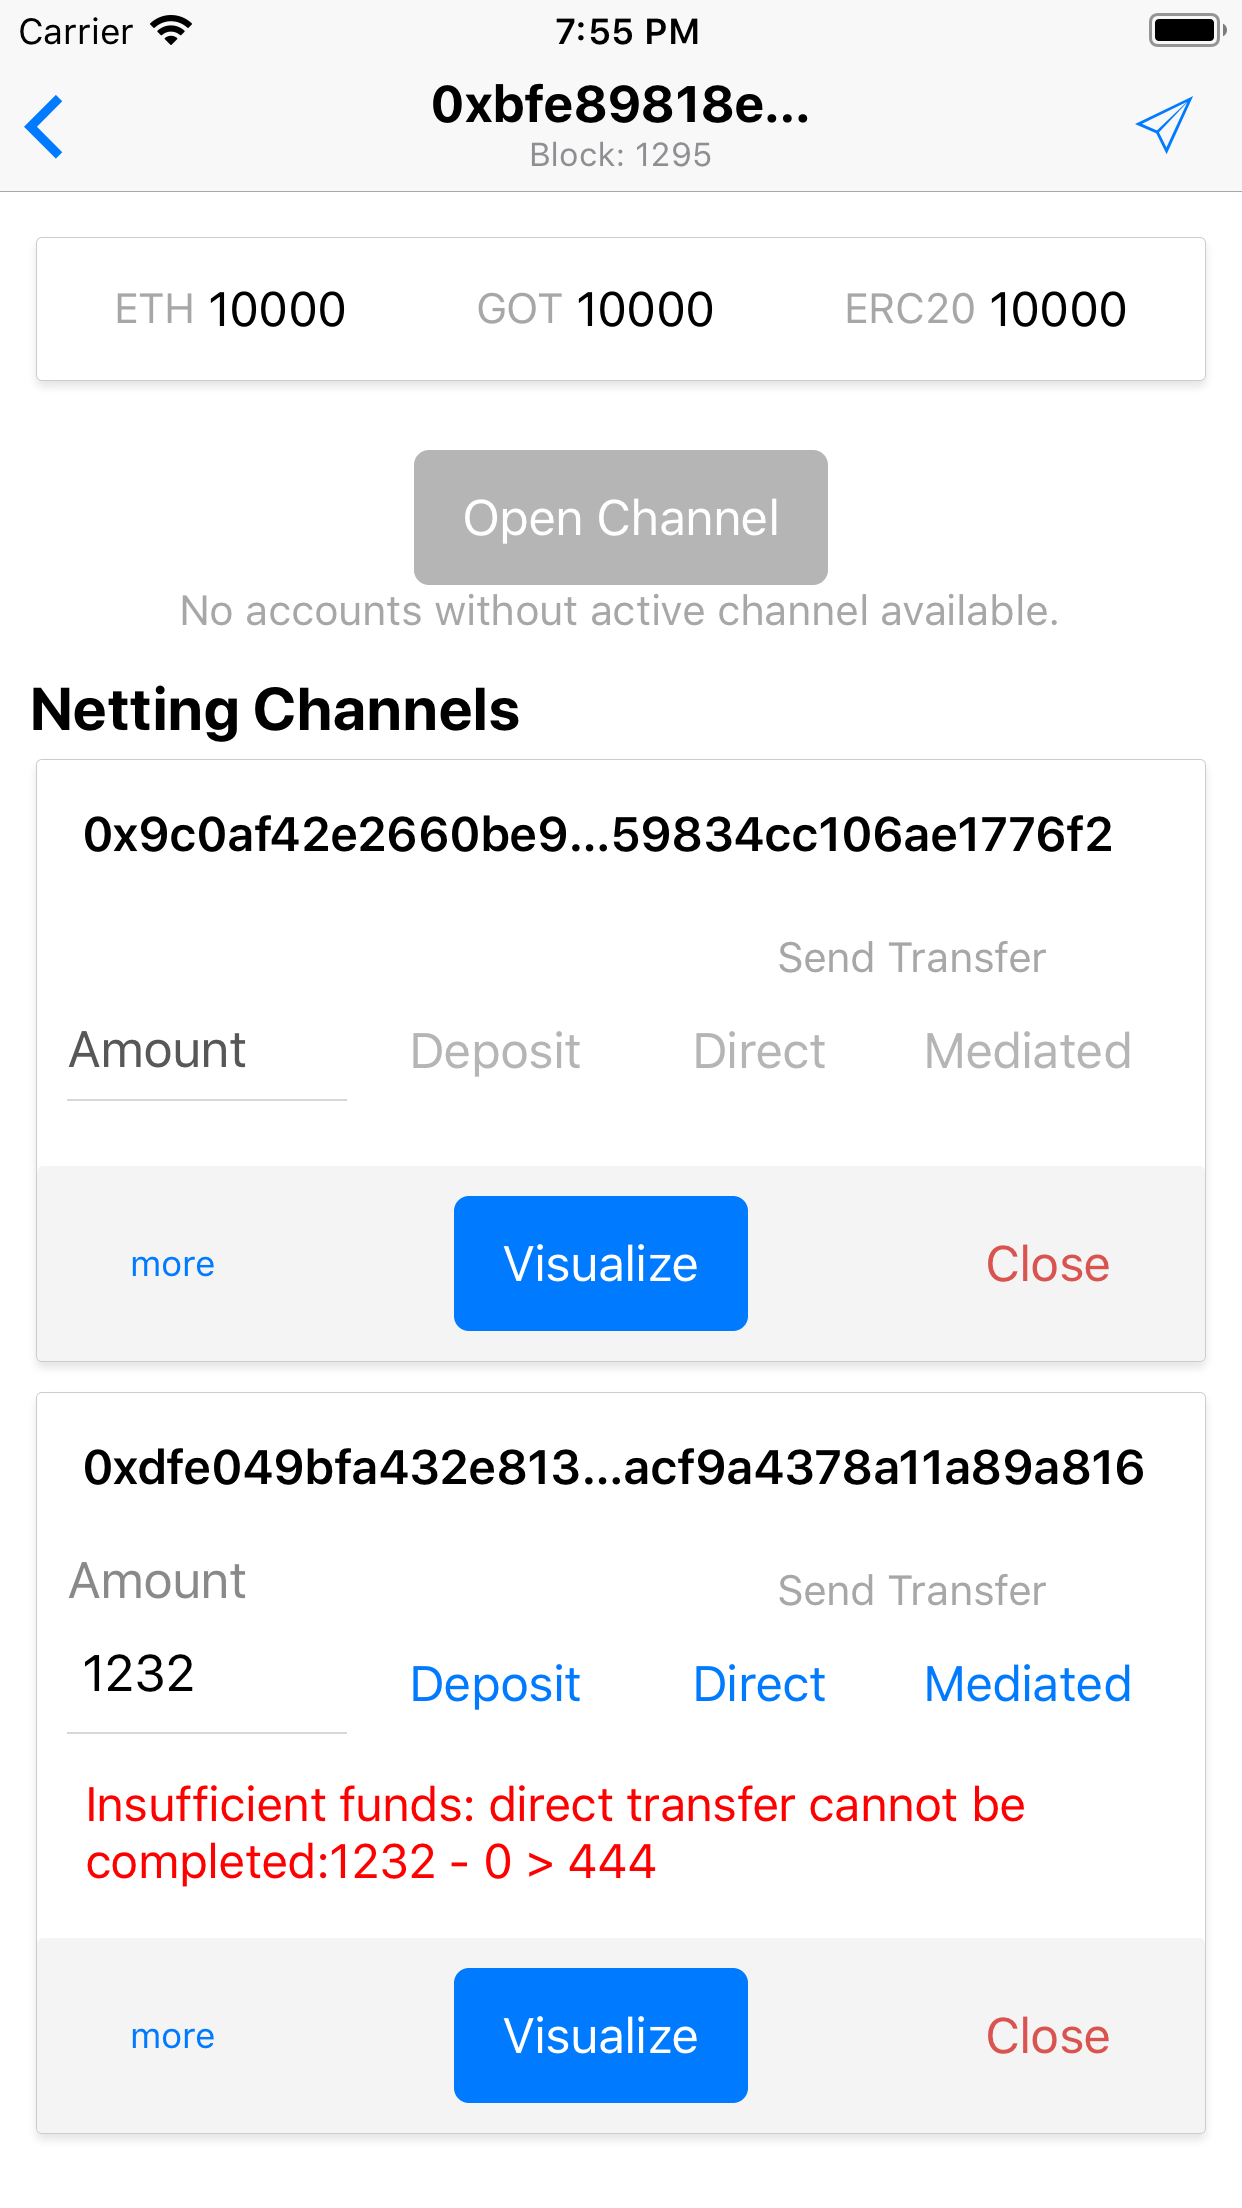 Carrier 7:55 PM
0xbfe89818e...
Block: 1295
ETH 10000 GOT 10000 ERC20 10000
Open Channel
No accounts without active channel available.
Netting Channels
0x9c0af42e2660be9...59834cc106ae1776f2
Send Transfer
Amount Deposit Direct Mediated
more Visualize Close
0xdfe049bfa432e813...acf9a4378a11a89a816
Amount Send Transfer
1232 Deposit Direct Mediated
Insufficient funds: direct transfer cannot be
completed:1232 - 0 > 444
more Visualize Close